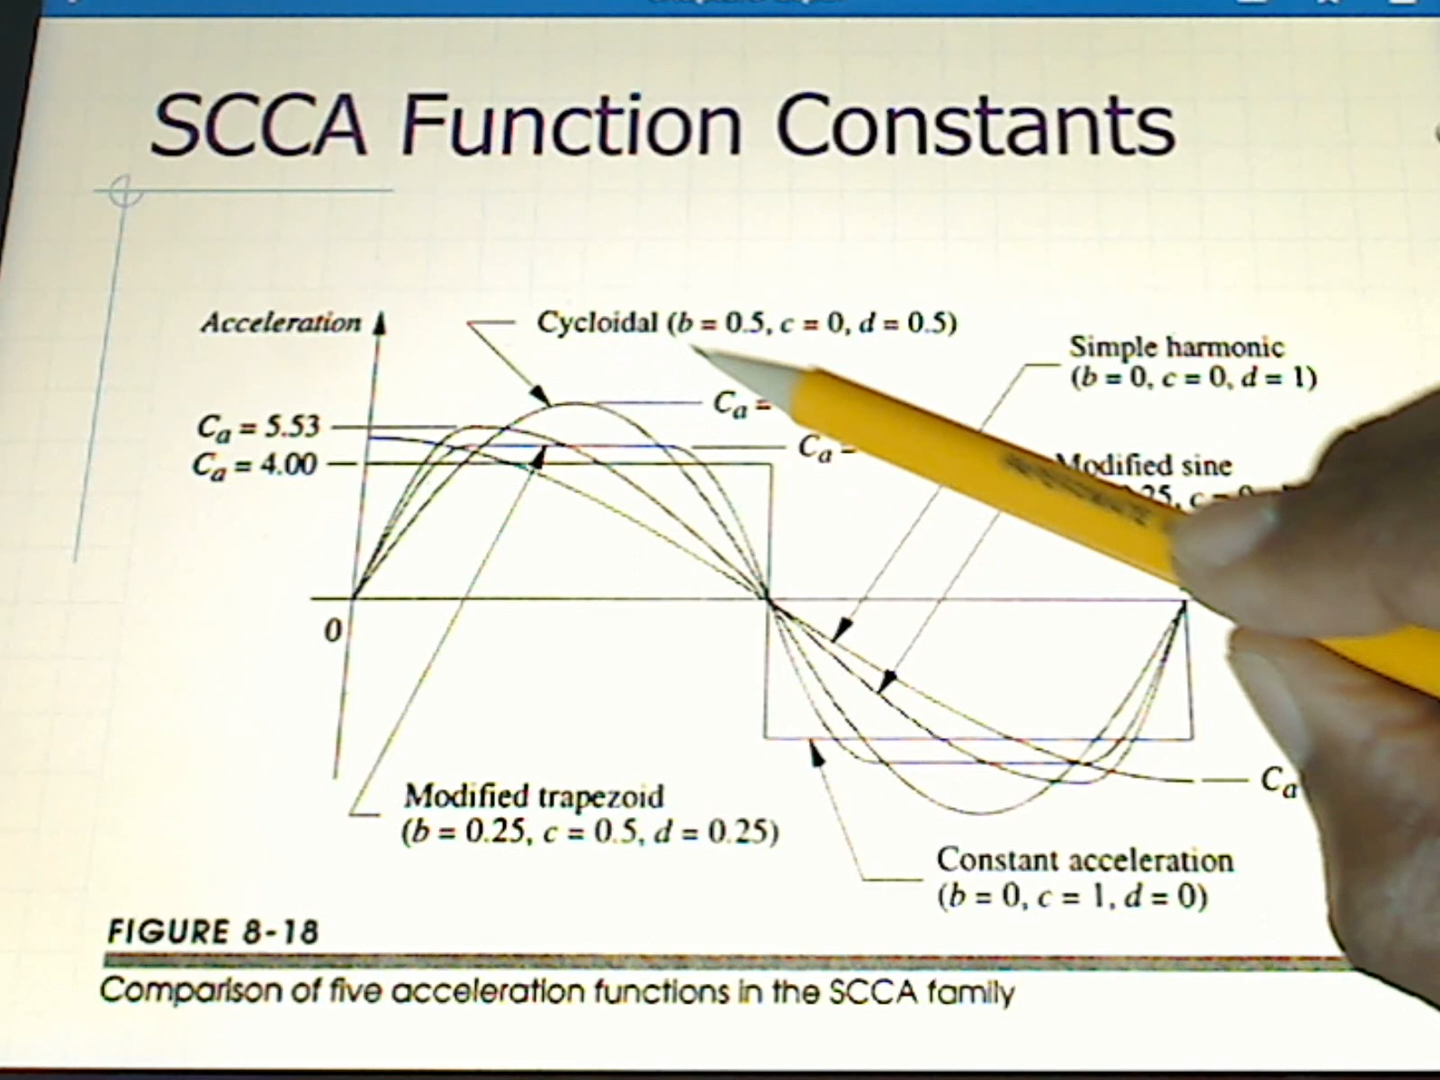 SCCA Function Constants
Acceleration
Cycloidal (b = 0.5, c = 0, d = 0.5)
Simple harmonic
(b = 0, c = 0, d = 1)
Cₐ =
Cₐ = 5.53
Cₐ =
Cₐ = 4.00
Modified sine
25, c = 0
0
Cₐ
Modified trapezoid
(b = 0.25, c = 0.5, d = 0.25)
Constant acceleration
(b = 0, c = 1, d = 0)
FIGURE 8-18
Comparison of five acceleration functions in the SCCA family